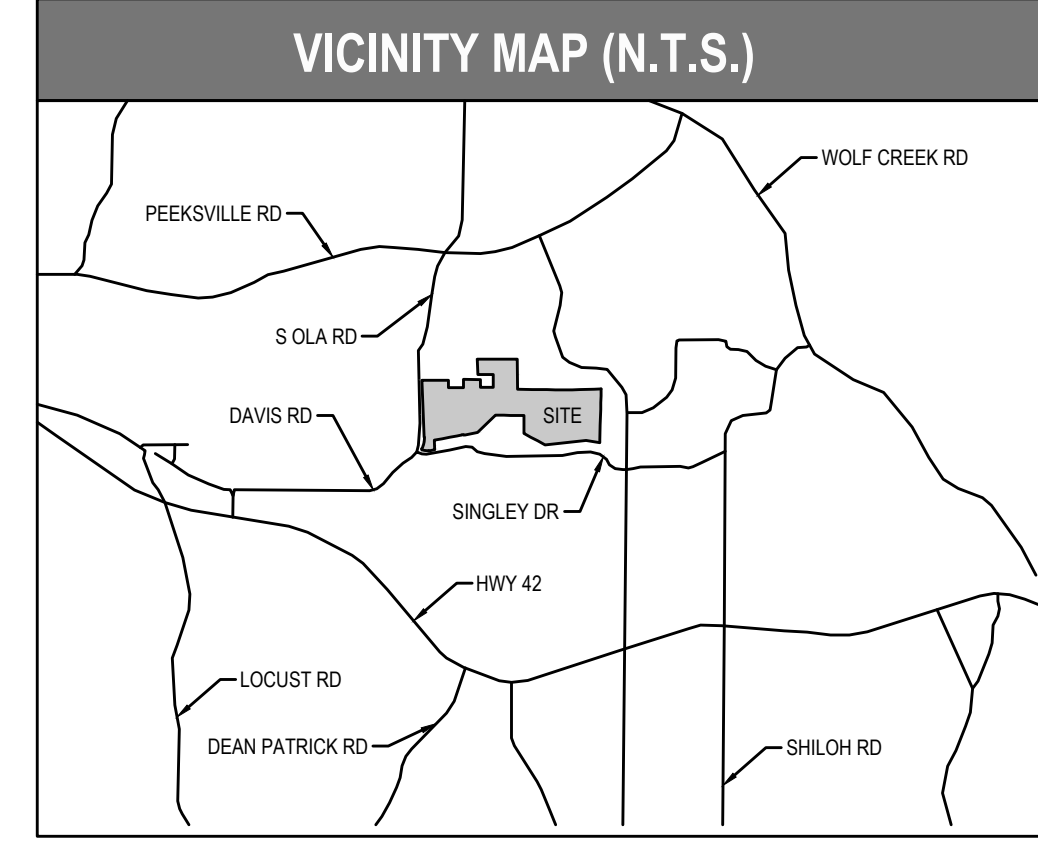 VICINITY MAP (N.T.S.)
WOLF CREEK RD
PEEKSVILLE RD
S OLA RD
DAVIS RD
SITE
SINGLEY DR
HWY 42
LOCUST RD
DEAN PATRICK RD
SHILOH RD